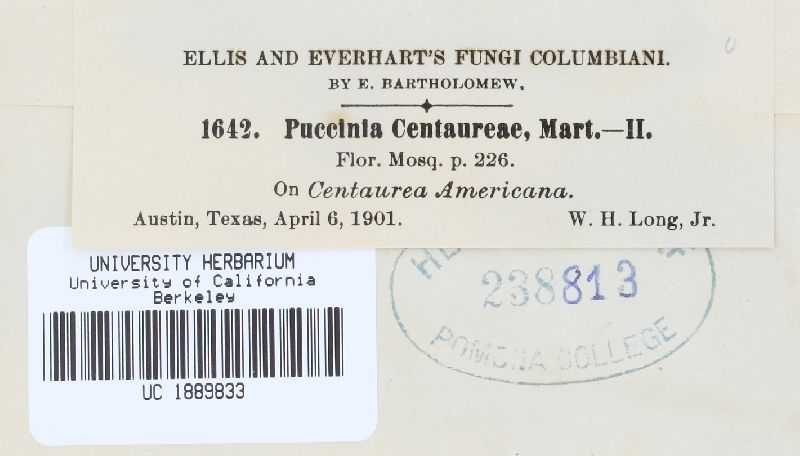 ELLIS AND EVERHART'S FUNGI COLUMBIANI.
BY E. BARTHOLOMEW.
1642. Puccinia Centaureae, Mart.—II.
Flor. Mosq. p. 226.
On Centaurea Americana.
Austin, Texas, April 6, 1901. W. H. Long, Jr.
UNIVERSITY HERBARIUM
University of California
Berkeley
UC 1889833
238813
POMONA COLLEGE